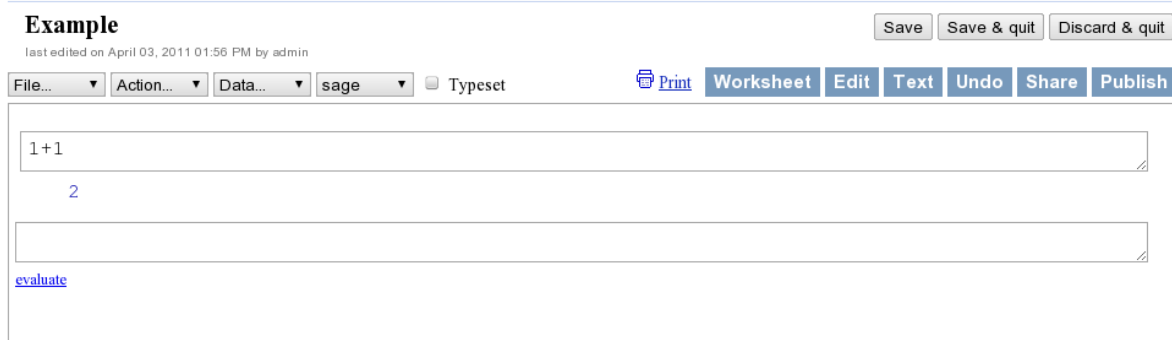 Example
Save Save & quit Discard & quit
last edited on April 03, 2011 01:56 PM by admin
File... Action... Data... sage Typeset Print Worksheet Edit Text Undo Share Publish
1+1
2
evaluate